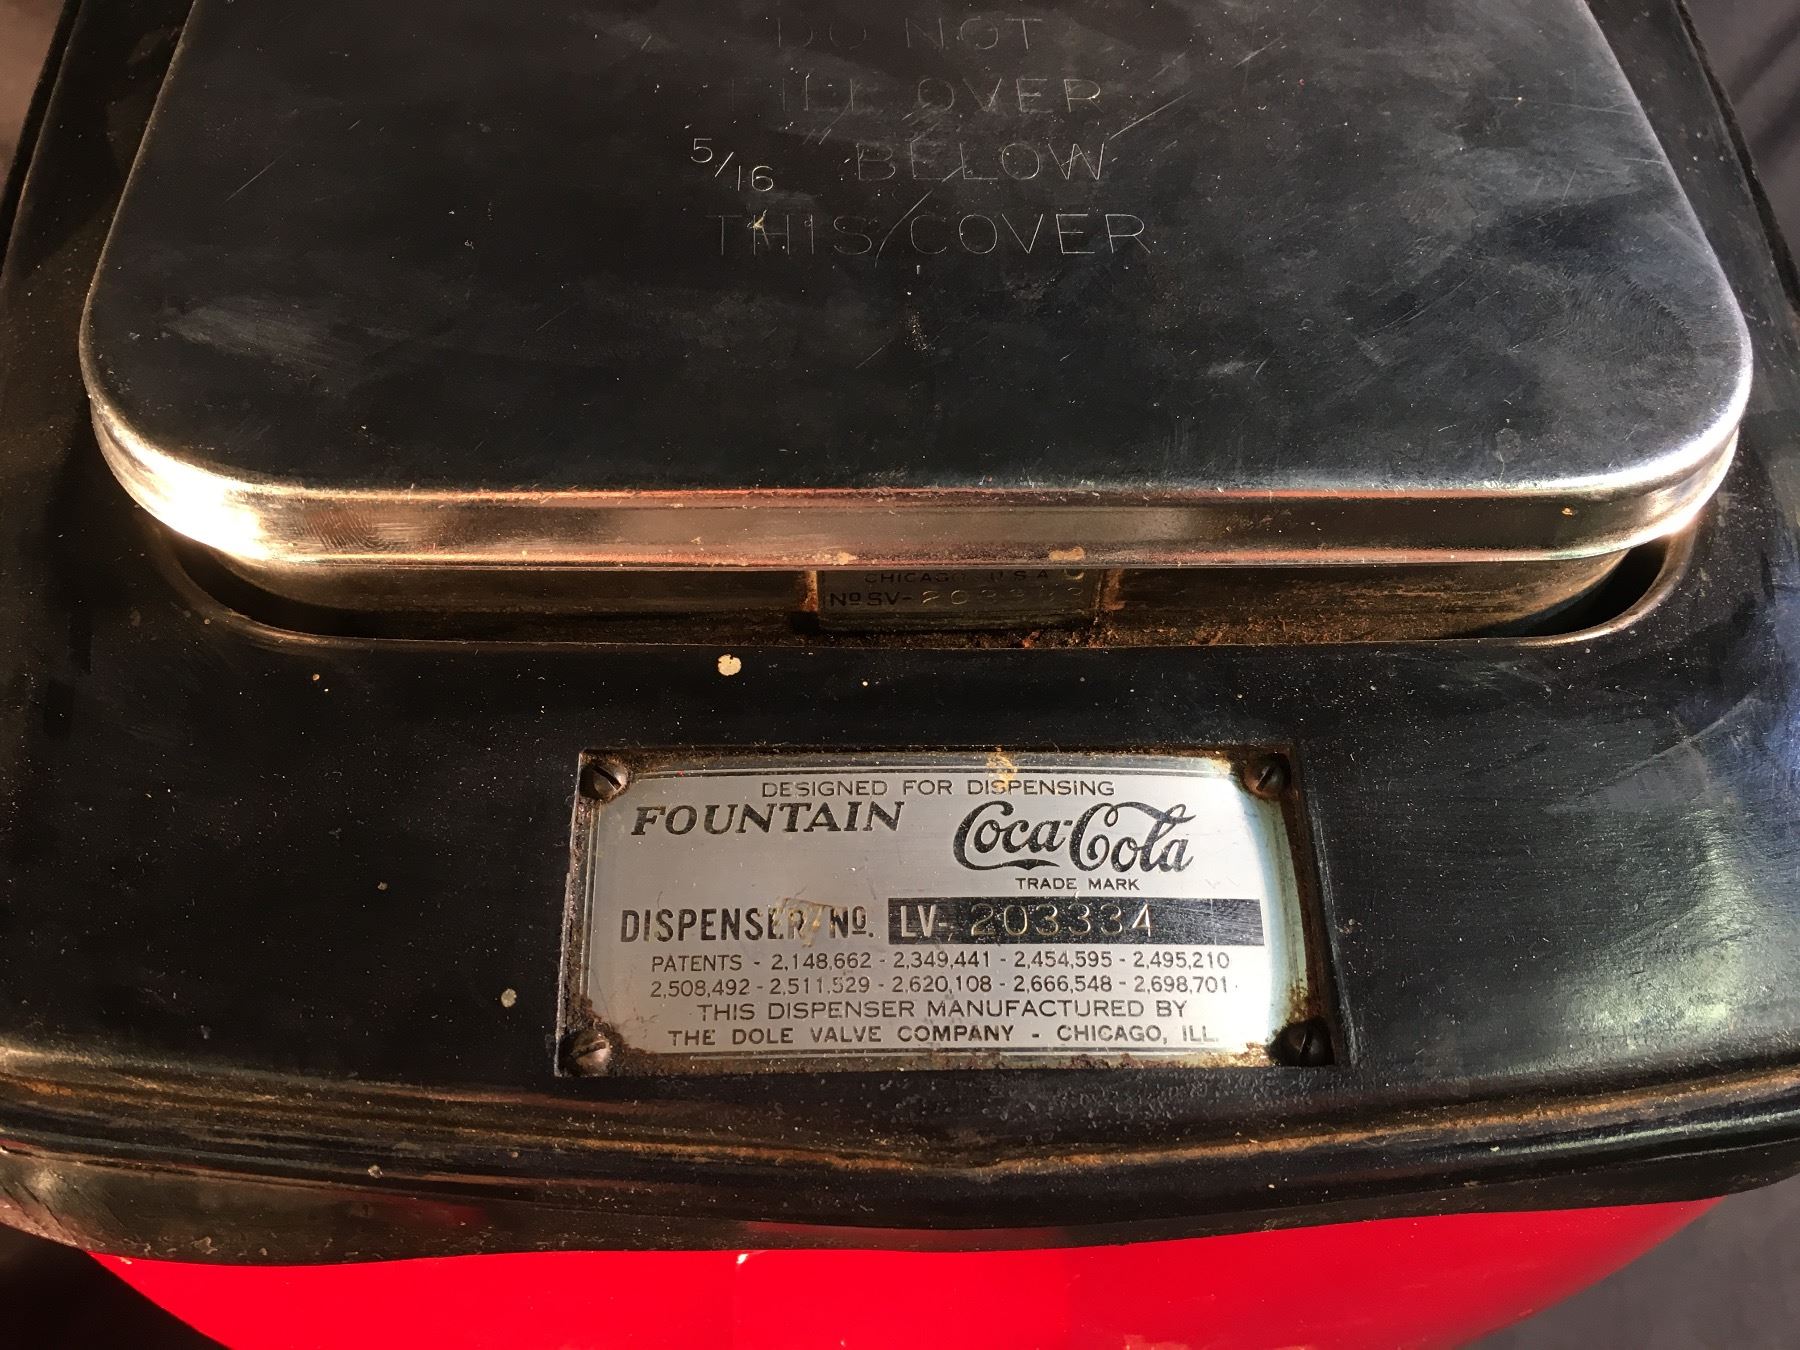 DO NOT
FILL OVER
5/16 BELOW
THIS COVER
CHICAGO U.S.A.
No SV-
DESIGNED FOR DISPENSING
FOUNTAIN Coca-Cola
TRADE MARK
DISPENSER No. LV- 203334
PATENTS - 2,148,662 - 2,349,441 - 2,454,595 - 2,495,210
2,508,492 - 2,511,529 - 2,620,108 - 2,666,548 - 2,698,701
THIS DISPENSER MANUFACTURED BY
THE DOLE VALVE COMPANY - CHICAGO, ILL.